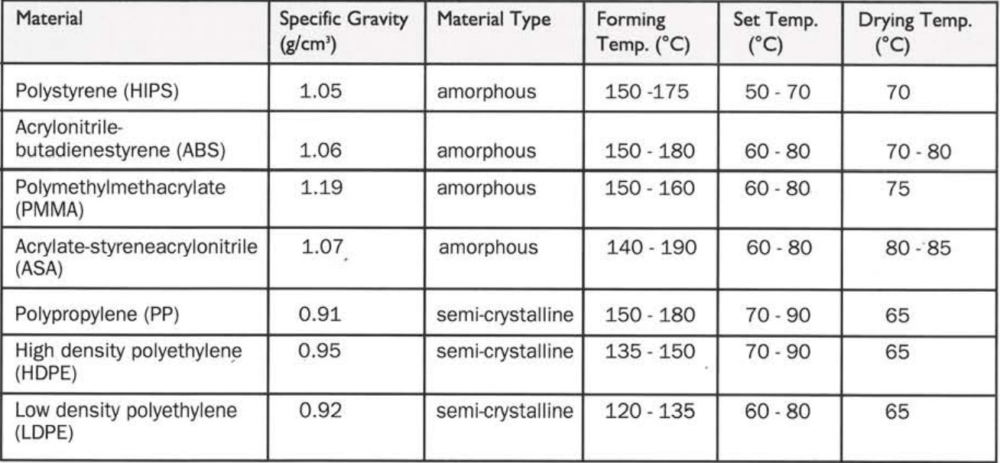 Material Specific Gravity (g/cm³) Material Type Forming Temp. (°C) Set Temp. (°C) Drying Temp. (°C)
Polystyrene (HIPS) 1.05 amorphous 150 -175 50 - 70 70
Acrylonitrile-
butadienestyrene (ABS) 1.06 amorphous 150 - 180 60 - 80 70 - 80
Polymethylmethacrylate 1.19 amorphous 150 - 160 60 - 80 75
(PMMA)
Acrylate-styreneacrylonitrile 1.07 amorphous 140 - 190 60 - 80 80 - 85
(ASA)
Polypropylene (PP) 0.91 semi-crystalline 150 - 180 70 - 90 65
High density polyethylene 0.95 semi-crystalline 135 - 150 70 - 90 65
(HDPE)
Low density polyethylene 0.92 semi-crystalline 120 - 135 60 - 80 65
(LDPE)